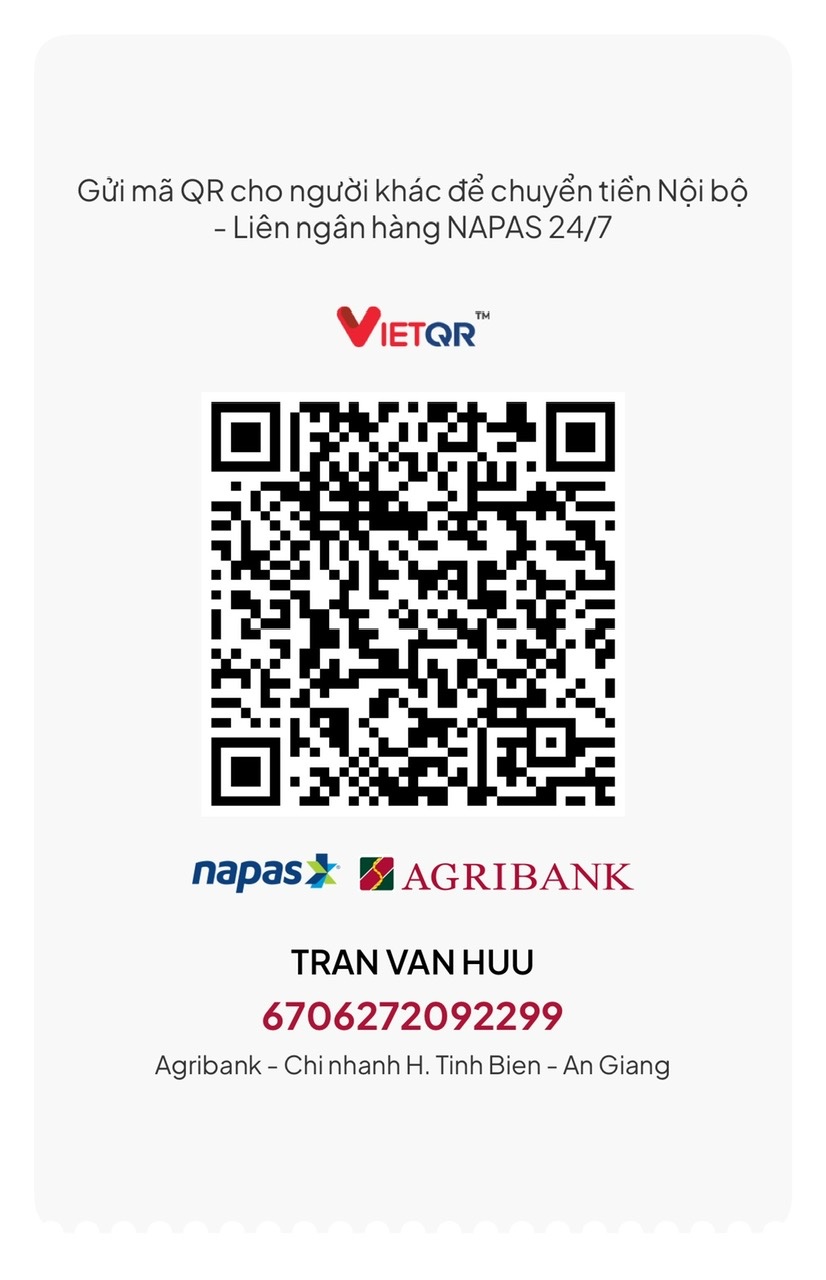 Gửi mã QR cho người khác để chuyển tiền Nội bộ
- Liên ngân hàng NAPAS 24/7
VIETQR™
napas AGRIBANK
TRAN VAN HUU
6706272092299
Agribank - Chi nhanh H. Tinh Bien - An Giang